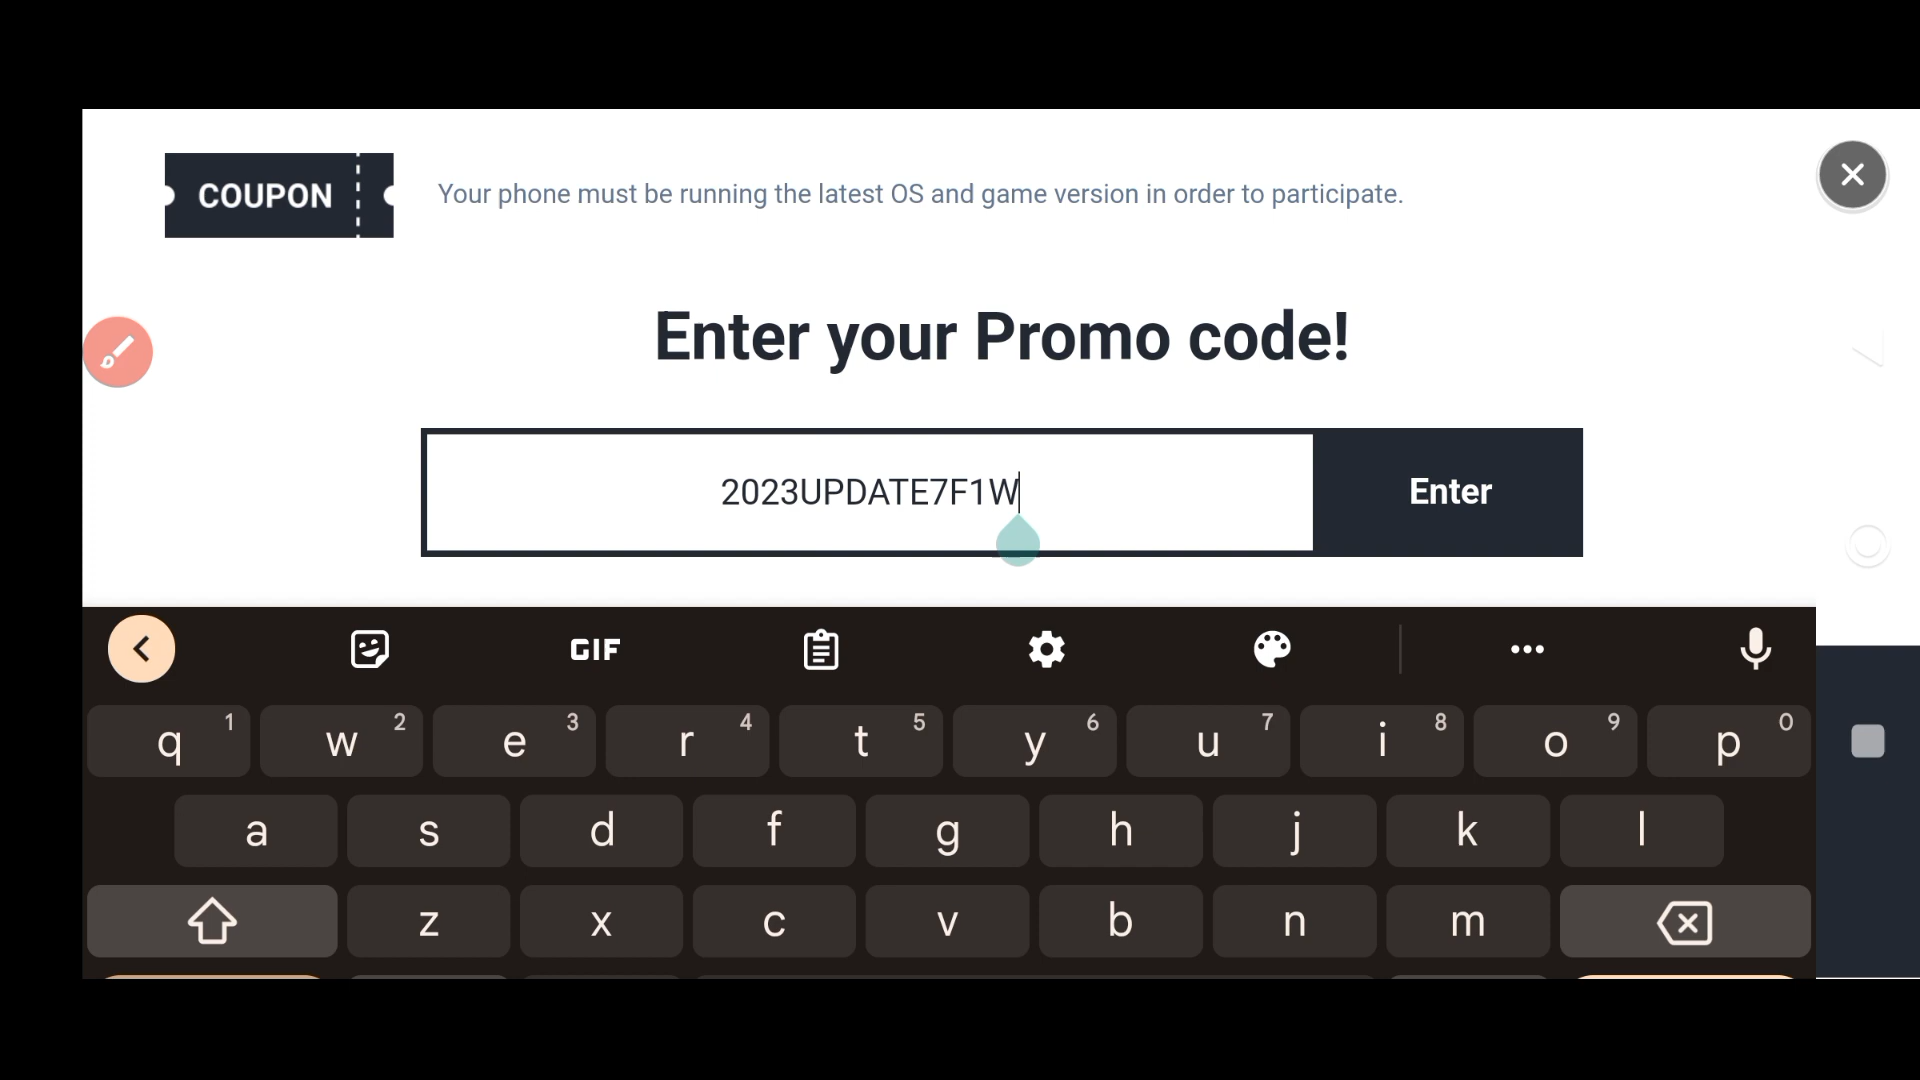 COUPON Your phone must be running the latest OS and game version in order to participate.
Enter your Promo code!
2023UPDATE7F1W Enter
GIF
q 1 w 2 e 3 r 4 t 5 y 6 u 7 i 8 o 9 p 0
a s d f g h j k l
z x c v b n m